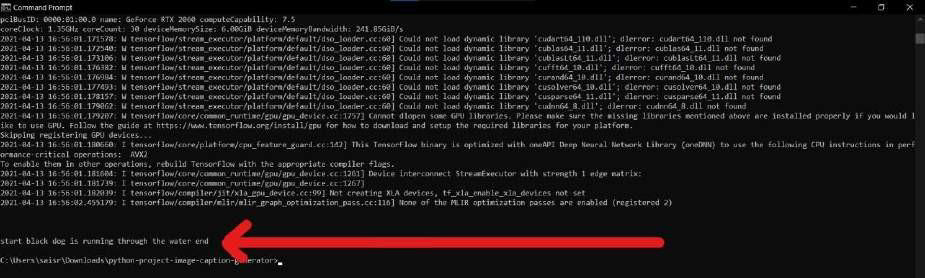 Command Prompt
pciBusID: 0000:01:00.0 name: GeForce RTX 2060 computeCapability: 7.5
coreClock: 1.35GHz coreCount: 30 deviceMemorySize: 6.00GiB deviceMemoryBandwidth: 241.85GiB/s
2021-04-13 16:56:01.171578: W tensorflow/stream_executor/platform/default/dso_loader.cc:60] Could not load dynamic library 'cudart64_110.dll'; dlerror: cudart64_110.dll not found
2021-04-13 16:56:01.172540: W tensorflow/stream_executor/platform/default/dso_loader.cc:60] Could not load dynamic library 'cublas64_11.dll'; dlerror: cublas64_11.dll not found
2021-04-13 16:56:01.173106: W tensorflow/stream_executor/platform/default/dso_loader.cc:60] Could not load dynamic library 'cublasLt64_11.dll'; dlerror: cublasLt64_11.dll not found
2021-04-13 16:56:01.176382: W tensorflow/stream_executor/platform/default/dso_loader.cc:60] Could not load dynamic library 'cufft64_10.dll'; dlerror: cufft64_10.dll not found
2021-04-13 16:56:01.176984: W tensorflow/stream_executor/platform/default/dso_loader.cc:60] Could not load dynamic library 'curand64_10.dll'; dlerror: curand64_10.dll not found
2021-04-13 16:56:01.177493: W tensorflow/stream_executor/platform/default/dso_loader.cc:60] Could not load dynamic library 'cusolver64_10.dll'; dlerror: cusolver64_10.dll not found
2021-04-13 16:56:01.178157: W tensorflow/stream_executor/platform/default/dso_loader.cc:60] Could not load dynamic library 'cusparse64_11.dll'; dlerror: cusparse64_11.dll not found
2021-04-13 16:56:01.179062: W tensorflow/stream_executor/platform/default/dso_loader.cc:60] Could not load dynamic library 'cudnn64_8.dll'; dlerror: cudnn64_8.dll not found
2021-04-13 16:56:01.179207: W tensorflow/core/common_runtime/gpu/gpu_device.cc:1757] Cannot dlopen some GPU libraries. Please make sure the missing libraries mentioned above are installed properly if you would l
ike to use GPU. Follow the guide at https://www.tensorflow.org/install/gpu for how to download and setup the required libraries for your platform.
Skipping registering GPU devices...
2021-04-13 16:56:01.180660: I tensorflow/core/platform/cpu_feature_guard.cc:142] This TensorFlow binary is optimized with oneAPI Deep Neural Network Library (oneDNN) to use the following CPU instructions in perf
ormance-critical operations:  AVX2
To enable them in other operations, rebuild TensorFlow with the appropriate compiler flags.
2021-04-13 16:56:01.181604: I tensorflow/core/common_runtime/gpu/gpu_device.cc:1261] Device interconnect StreamExecutor with strength 1 edge matrix:
2021-04-13 16:56:01.181739: I tensorflow/core/common_runtime/gpu/gpu_device.cc:1267]
2021-04-13 16:56:01.182039: I tensorflow/compiler/jit/xla_gpu_device.cc:99] Not creating XLA devices, tf_xla_enable_xla_devices not set
2021-04-13 16:56:02.455179: I tensorflow/compiler/mlir/mlir_graph_optimization_pass.cc:116] None of the MLIR optimization passes are enabled (registered 2)
start black dog is running through the water end
C:\Users\saisr\Downloads\python-project-image-caption-generator>